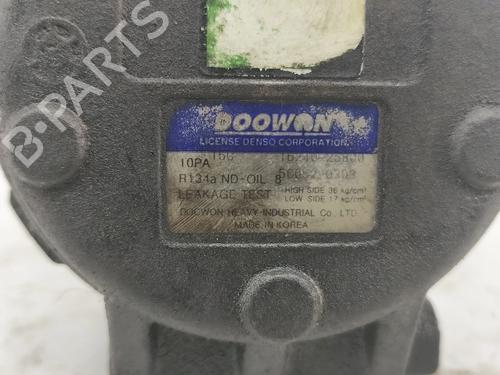 B-PARTS
DOOWON
LICENSE DENSO CORPORATION.
10PA 15C
R134a ND-OIL 8
LEAKAGE TEST HIGH SIDE 36 kg/cm²
LOW SIDE 17 kg/cm²
DOOWON HEAVY INDUSTRIAL Co., LTD.
MADE IN KOREA